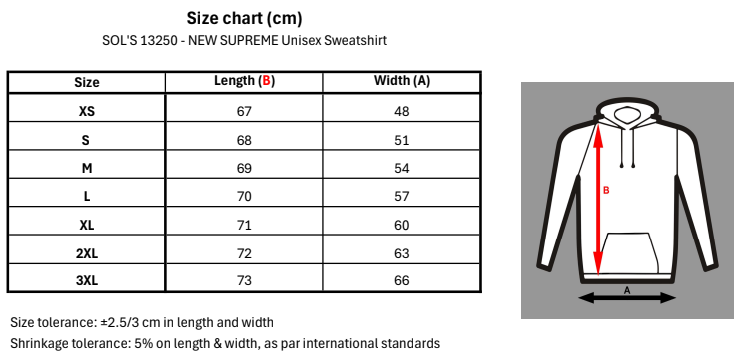 Size chart (cm)
SOL'S 13250 - NEW SUPREME Unisex Sweatshirt
Size Length (B) Width (A)
XS 67 48
S 68 51
M 69 54
L 70 57
XL 71 60
2XL 72 63
3XL 73 66
B
A
Size tolerance: ±2.5/3 cm in length and width
Shrinkage tolerance: 5% on length & width, as par international standards